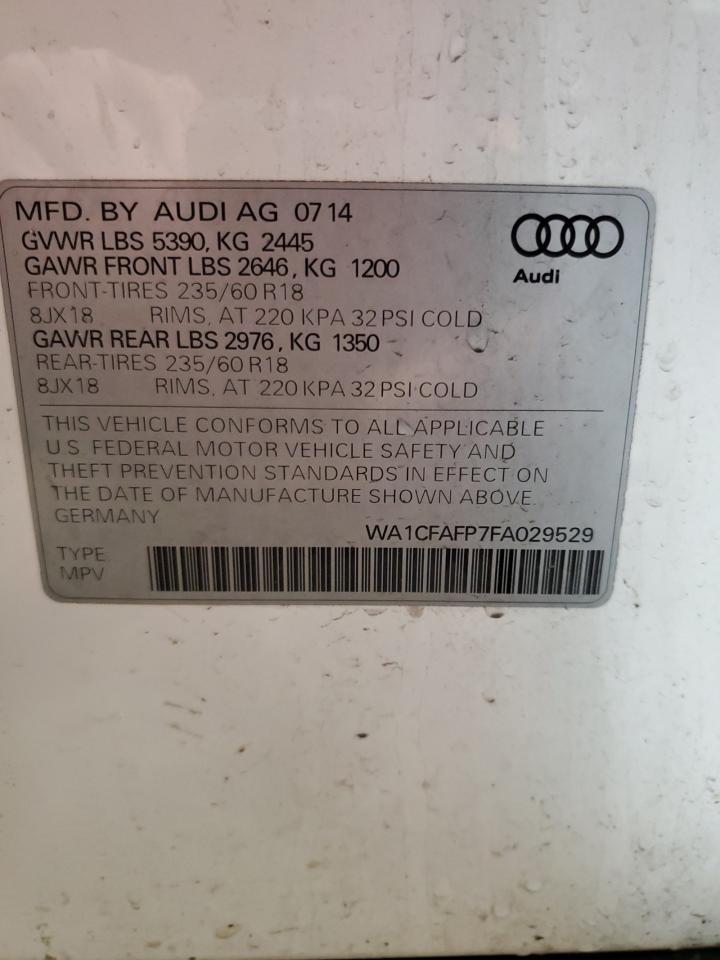 MFD. BY AUDI AG 07 14
GVWR LBS 5390, KG 2445
GAWR FRONT LBS 2646, KG 1200
FRONT-TIRES 235/60 R18
8JX18 RIMS, AT 220 KPA 32 PSI COLD
GAWR REAR LBS 2976, KG 1350
REAR-TIRES 235/60 R18
8JX18 RIMS, AT 220 KPA 32 PSI COLD
Audi
THIS VEHICLE CONFORMS TO ALL APPLICABLE
U.S. FEDERAL MOTOR VEHICLE SAFETY AND
THEFT PREVENTION STANDARDS IN EFFECT ON
THE DATE OF MANUFACTURE SHOWN ABOVE.
GERMANY
WA1CFAFP7FA029529
TYPE:
MPV